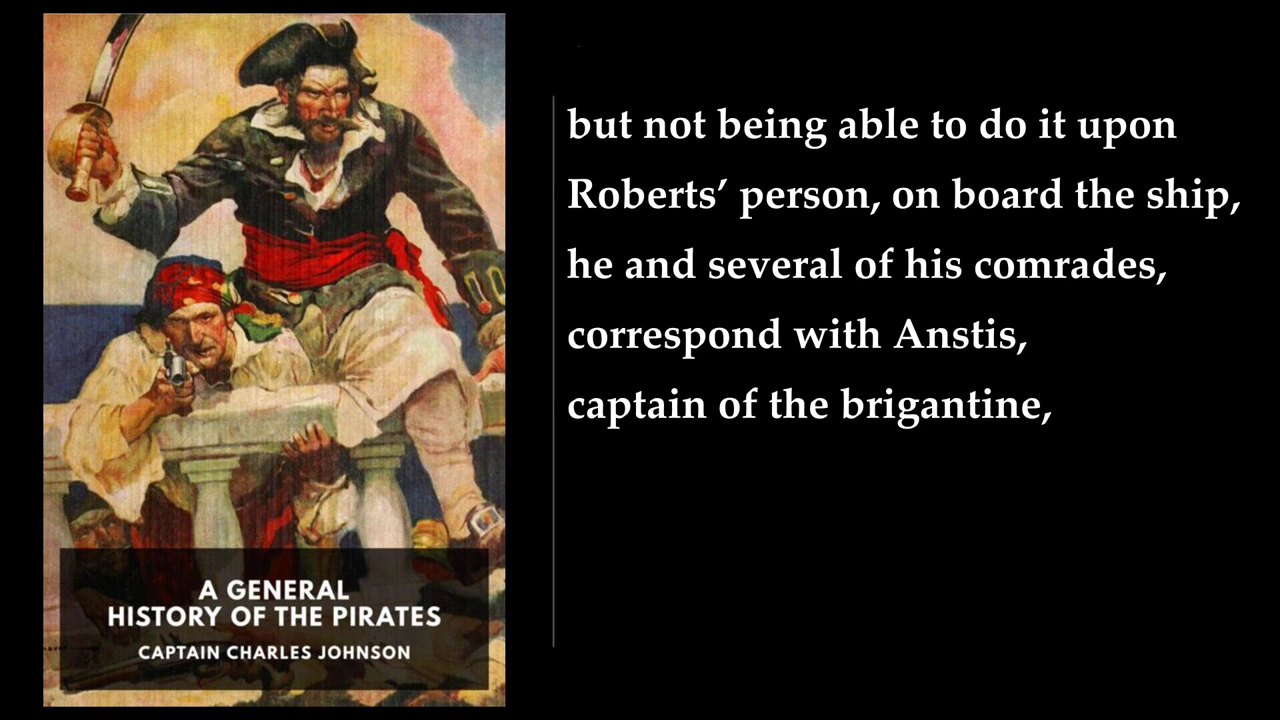 but not being able to do it upon
Roberts’ person, on board the ship,
he and several of his comrades,
correspond with Anstis,
captain of the brigantine,
A GENERAL
HISTORY OF THE PIRATES
CAPTAIN CHARLES JOHNSON